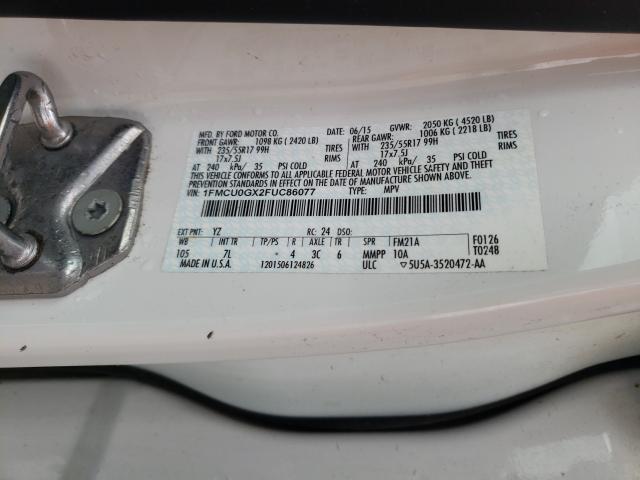 MFD. BY FORD MOTOR CO. 06/15 GVWR: 2050 KG ( 4520 LB)
FRONT GAWR: 1098 KG ( 2420 LB) REAR GAWR: 1006 KG ( 2218 LB)
WITH 235/55R17 99H TIRES WITH 235/55R17 99H TIRES
17x7.5J RIMS 17x7.5J RIMS
AT 240 kPa/ 35 PSI COLD AT 240 kPa/ 35 PSI COLD
THIS VEHICLE CONFORMS TO ALL APPLICABLE FEDERAL MOTOR VEHICLE SAFETY AND THEFT
PREVENTION STANDARDS IN EFFECT ON THE DATE OF MANUFACTURE SHOWN ABOVE.
VIN: 1FMCU0GX2FUC86077 TYPE: MPV
EXT PNT: YZ RC: 24 DSO: F0126
WB INT TR TP/PS R AXLE TR SPR FM21A T0248
105 7L 4 3C 6 MMPP 10A
MADE IN U.S.A. 1201506124826 ULC 5U5A-3520472-AA